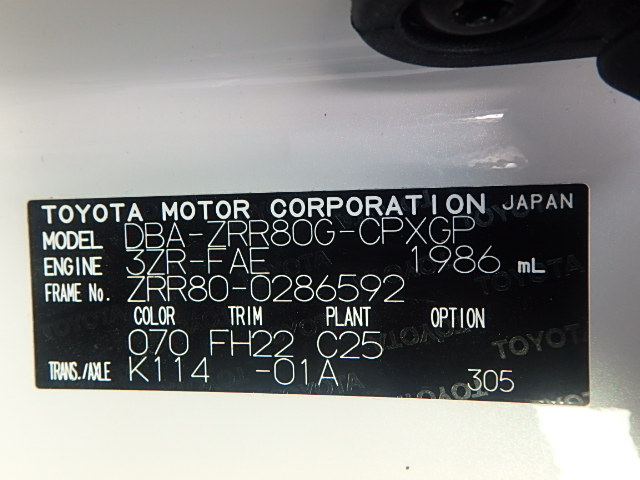 TOYOTA MOTOR CORPORATION JAPAN
MODEL DBA-ZRR80G-CPXGP
ENGINE 3ZR-FAE 1986 mL
FRAME No. ZRR80-0286592
COLOR TRIM PLANT OPTION
070 FH22 C25
TRANS./AXLE K114 -01A 305